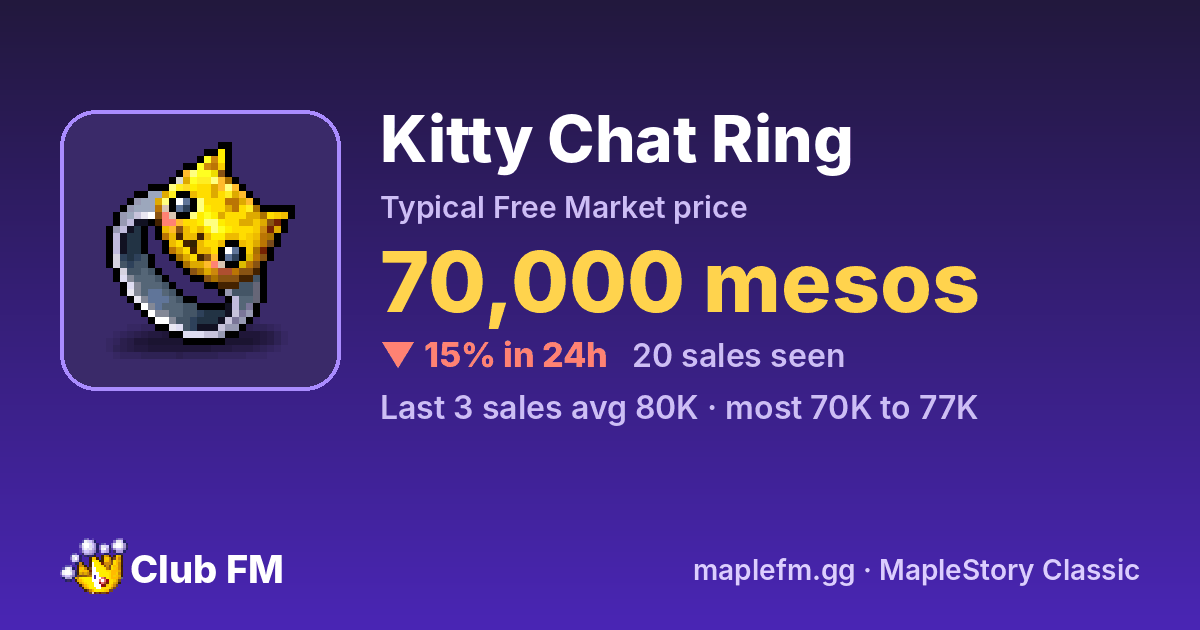 Kitty Chat Ring
Typical Free Market price
70,000 mesos
▼ 15% in 24h 20 sales seen
Last 3 sales avg 80K · most 70K to 77K
Club FM
maplefm.gg · MapleStory Classic